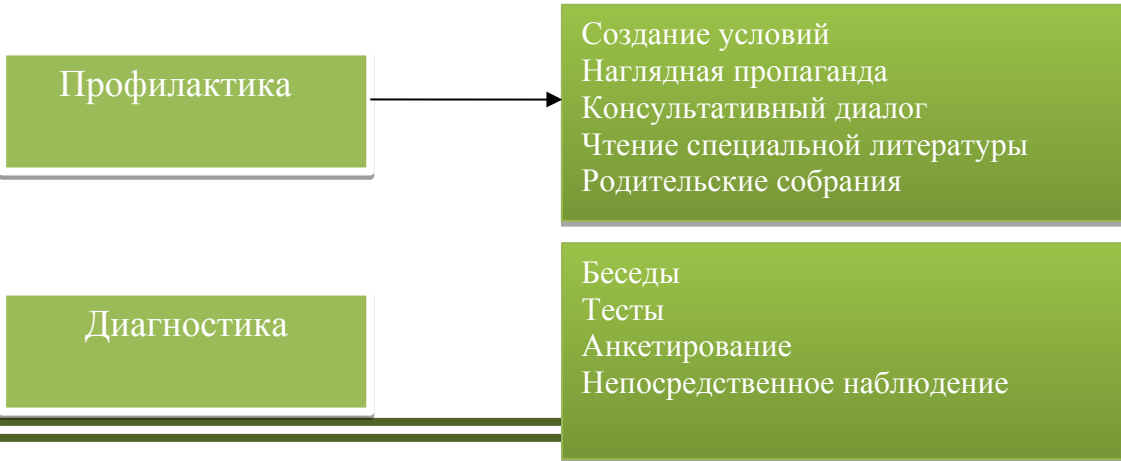 Профилактика
Создание условий
Наглядная пропаганда
Консультативный диалог
Чтение специальной литературы
Родительские собрания
Диагностика
Беседы
Тесты
Анкетирование
Непосредственное наблюдение